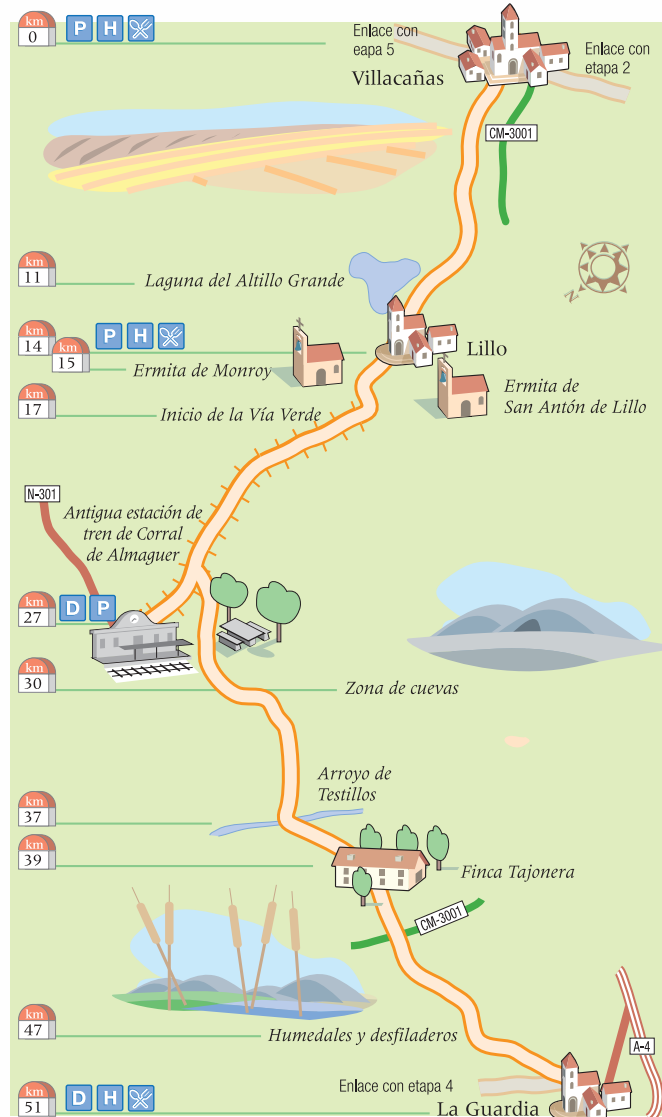 km
0
P H
Enlace con
eapa 5
Enlace con
etapa 2
Villacañas
CM-3001
km
11
Laguna del Altillo Grande
N
km
14
P H
Lillo
km
15
Ermita de Monroy
Ermita de
San Antón de Lillo
km
17
Inicio de la Vía Verde
N-301
Antigua estación de
tren de Corral
de Almaguer
km
27
D P
km
30
Zona de cuevas
Arroyo de
Testillos
km
37
km
39
Finca Tajonera
CM-3001
km
47
Humedales y desfiladeros
A-4
km
51
D H
Enlace con etapa 4
La Guardia